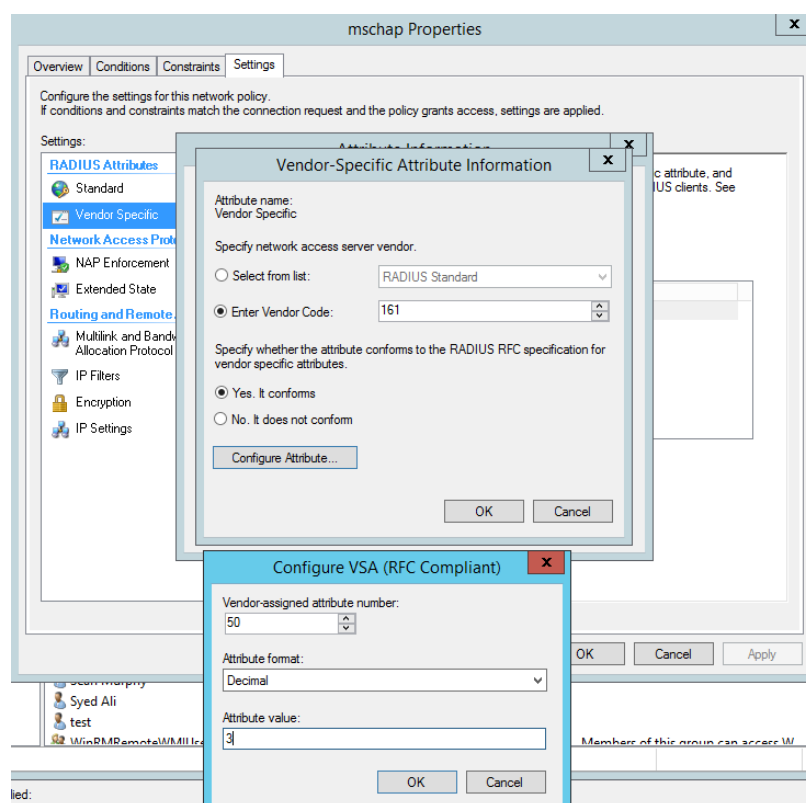 mschap Properties
x
Overview
Conditions
Constraints
Settings
Configure the settings for this network policy.
If conditions and constraints match the connection request and the policy grants access, settings are applied.
Settings:
RADIUS Attributes
Standard
Vendor Specific
Network Access Prot
NAP Enforcement
Extended State
Routing and Remote
Multilink and Bandw
Allocation Protocol
IP Filters
Encryption
IP Settings
Attribute Information
x
c attribute, and
IUS clients. See
Vendor-Specific Attribute Information
x
Attribute name:
Vendor Specific
Specify network access server vendor.
Select from list:
RADIUS Standard
Enter Vendor Code:
161
Specify whether the attribute conforms to the RADIUS RFC specification for
vendor specific attributes.
Yes. It conforms
No. It does not conform
Configure Attribute...
OK
Cancel
Configure VSA (RFC Compliant)
x
Vendor-assigned attribute number:
50
Attribute format:
Decimal
Attribute value:
3
OK
Cancel
OK
Cancel
Apply
Sean Murphy
Syed Ali
test
WinRMRemoteWMIUse
Members of this group can access W
lied: